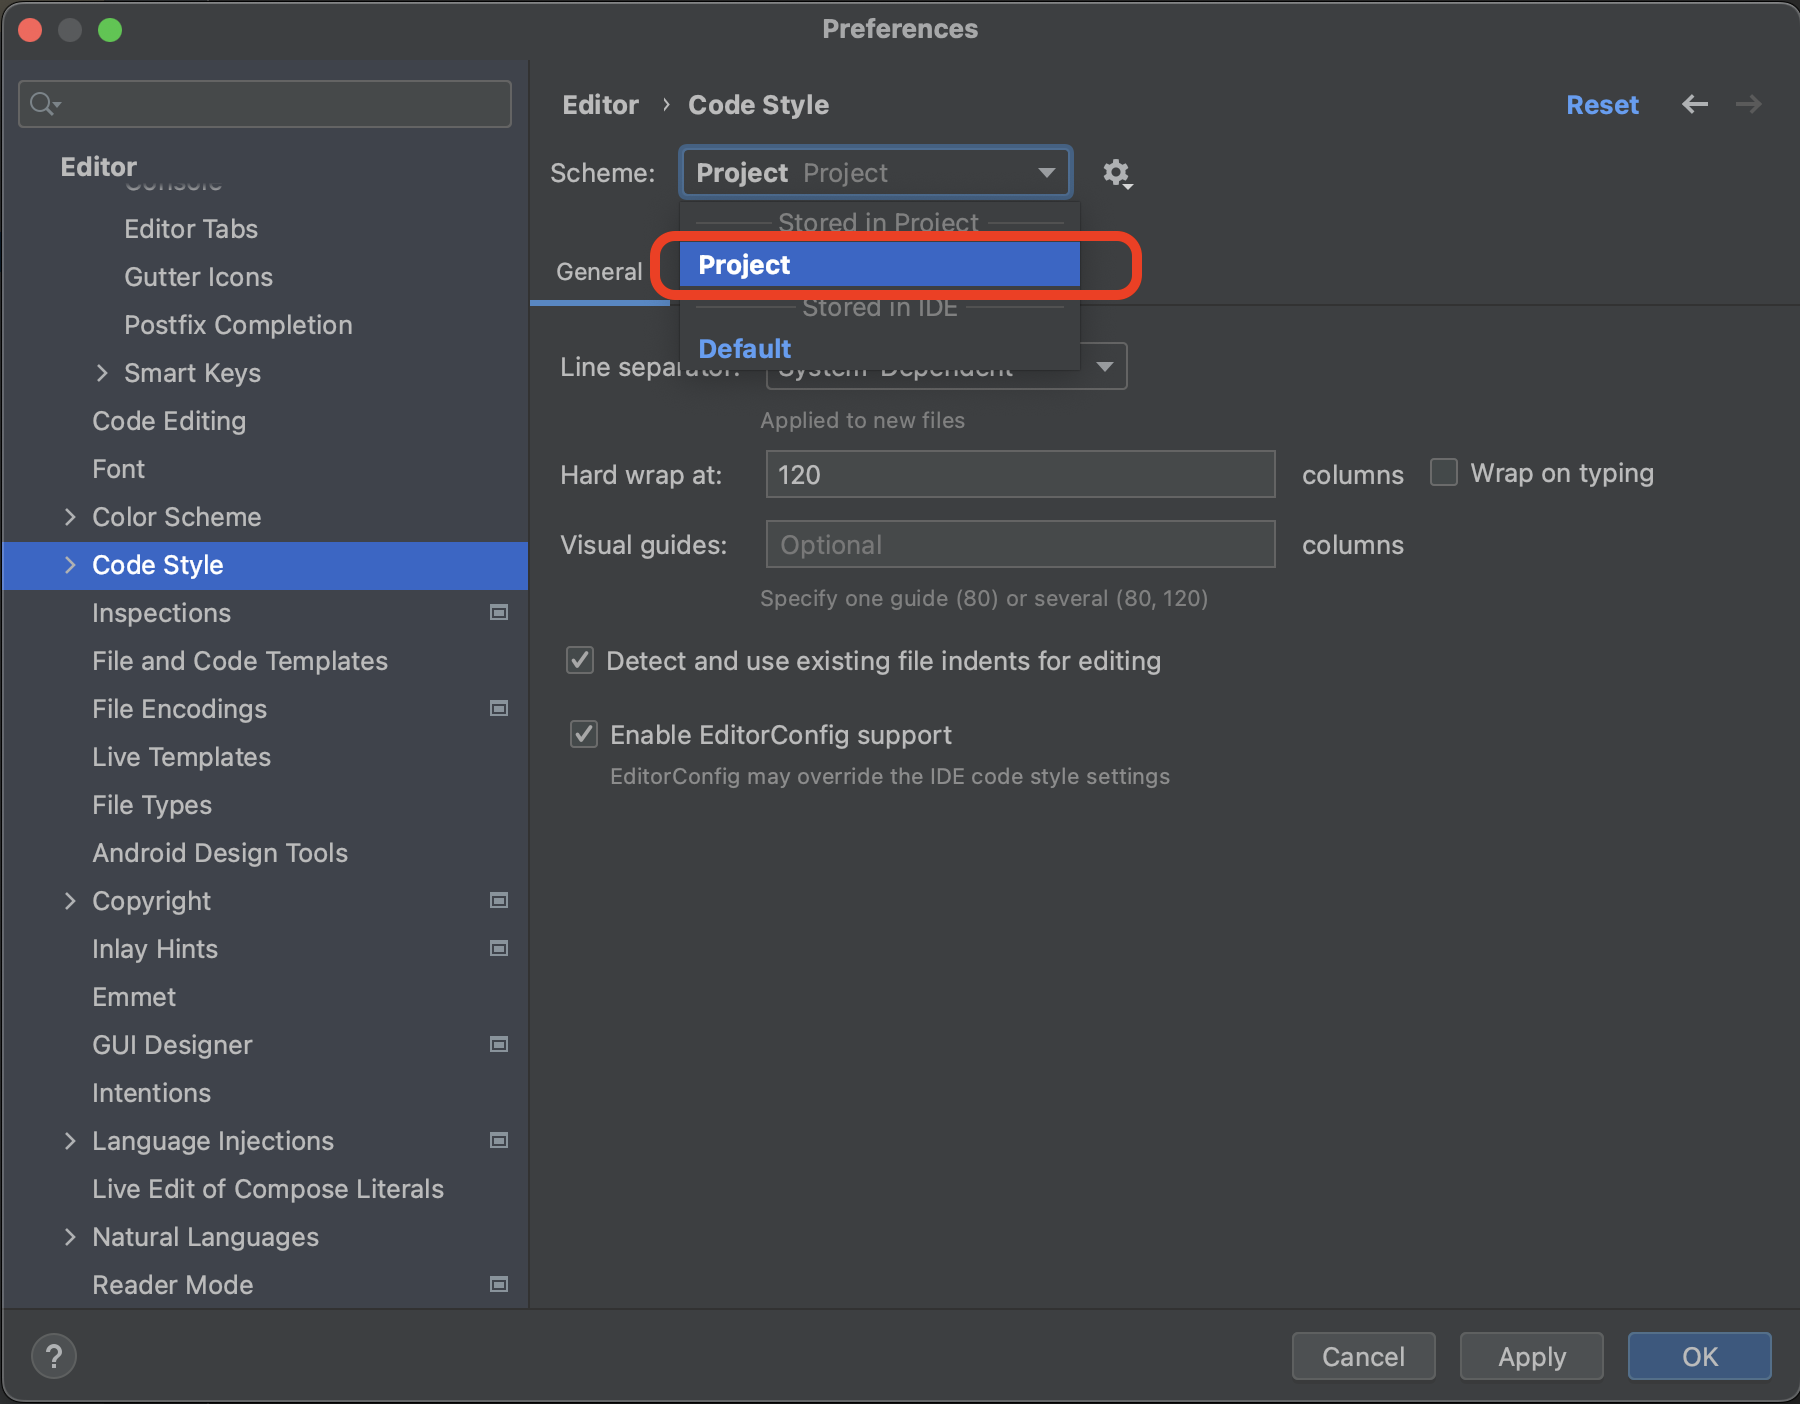 Preferences
Editor
Console
Editor Tabs
Gutter Icons
Postfix Completion
Smart Keys
Code Editing
Font
Color Scheme
Code Style
Inspections
File and Code Templates
File Encodings
Live Templates
File Types
Android Design Tools
Copyright
Inlay Hints
Emmet
GUI Designer
Intentions
Language Injections
Live Edit of Compose Literals
Natural Languages
Reader Mode
Editor › Code Style
Reset
Scheme: Project Project
Stored in Project
Project
Stored in IDE
Default
General
Line separator: System-Dependent
Applied to new files
Hard wrap at: 120 columns Wrap on typing
Visual guides: Optional columns
Specify one guide (80) or several (80, 120)
Detect and use existing file indents for editing
Enable EditorConfig support
EditorConfig may override the IDE code style settings
?
Cancel
Apply
OK